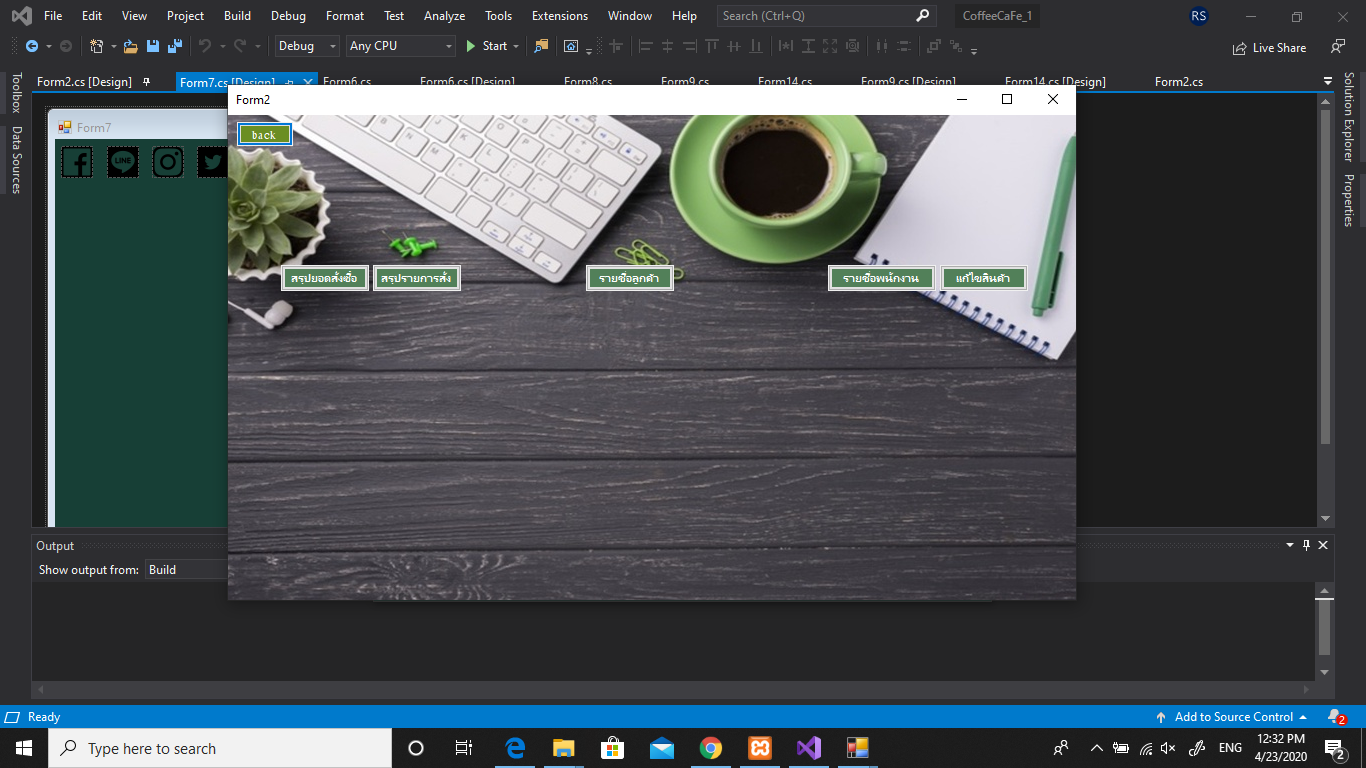 File Edit View Project Build Debug Format Test Analyze Tools Extensions Window Help Search (Ctrl+Q) CoffeeCaFe_1 RS
Debug Any CPU Start Live Share
Form2.cs [Design] Form7.cs [Design] Form6.cs Form6.cs [Design] Form8.cs Form9.cs Form14.cs Form9.cs [Design] Form14.cs [Design] Form2.cs
Toolbox
Data Sources
Solution Explorer
Properties
Form7
LINE
Form2
back
สรุปยอดสั่งซื้อ สรุปรายการสั่ง รายชื่อลูกค้า รายชื่อพนักงาน แก้ไขสินค้า
Output
Show output from: Build
Ready Add to Source Control 2
Type here to search ENG 12:32 PM
4/23/2020 2